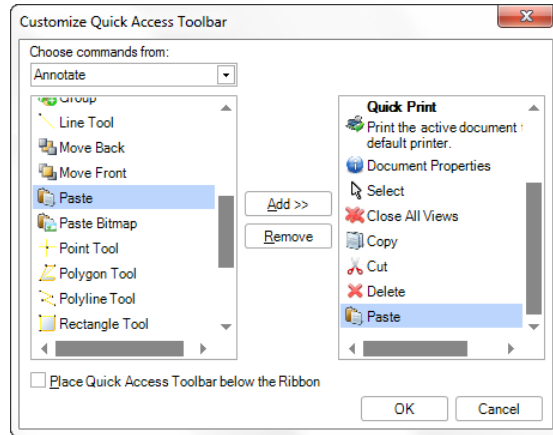 Customize Quick Access Toolbar
Choose commands from:
Annotate
Group
Line Tool
Move Back
Move Front
Paste
Paste Bitmap
Point Tool
Polygon Tool
Polyline Tool
Rectangle Tool
Add >>
Remove
Quick Print
Print the active document
default printer.
Document Properties
Select
Close All Views
Copy
Cut
Delete
Paste
Place Quick Access Toolbar below the Ribbon
OK
Cancel